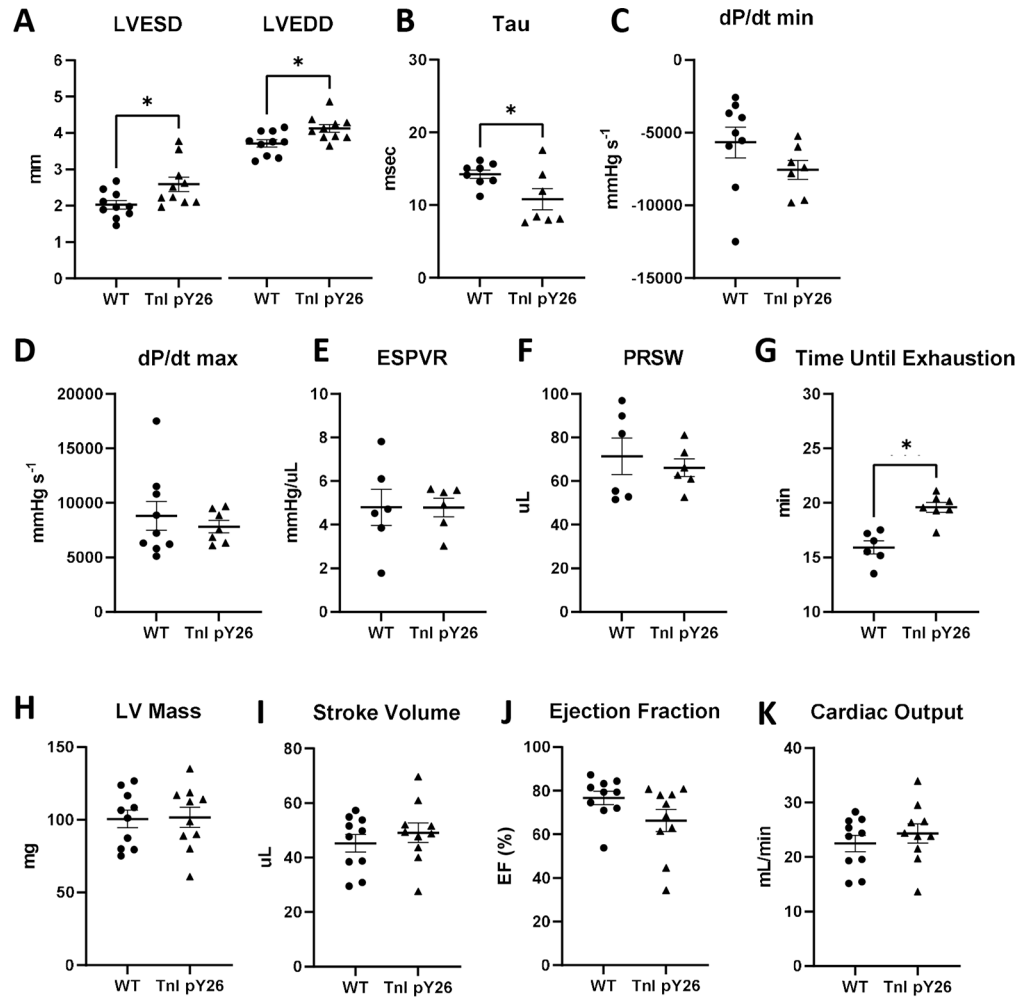 A LVESD LVEDD B Tau C dP/dt min
6
5
4
3
2
1
0
mm
*
*
WT TnI pY26 WT TnI pY26
30
20
10
0
msec
*
WT TnI pY26
0
-5000
-10000
-15000
mmHg s-1
WT TnI pY26
D dP/dt max E ESPVR F PRSW G Time Until Exhaustion
20000
15000
10000
5000
0
mmHg s-1
WT TnI pY26
10
8
6
4
2
0
mmHg/uL
WT TnI pY26
100
80
60
40
20
0
uL
WT TnI pY26
30
25
20
15
10
min
*
WT TnI pY26
H LV Mass I Stroke Volume J Ejection Fraction K Cardiac Output
150
100
50
0
mg
WT TnI pY26
80
60
40
20
0
uL
WT TnI pY26
100
80
60
40
20
0
EF (%)
WT TnI pY26
40
30
20
10
0
mL/min
WT TnI pY26